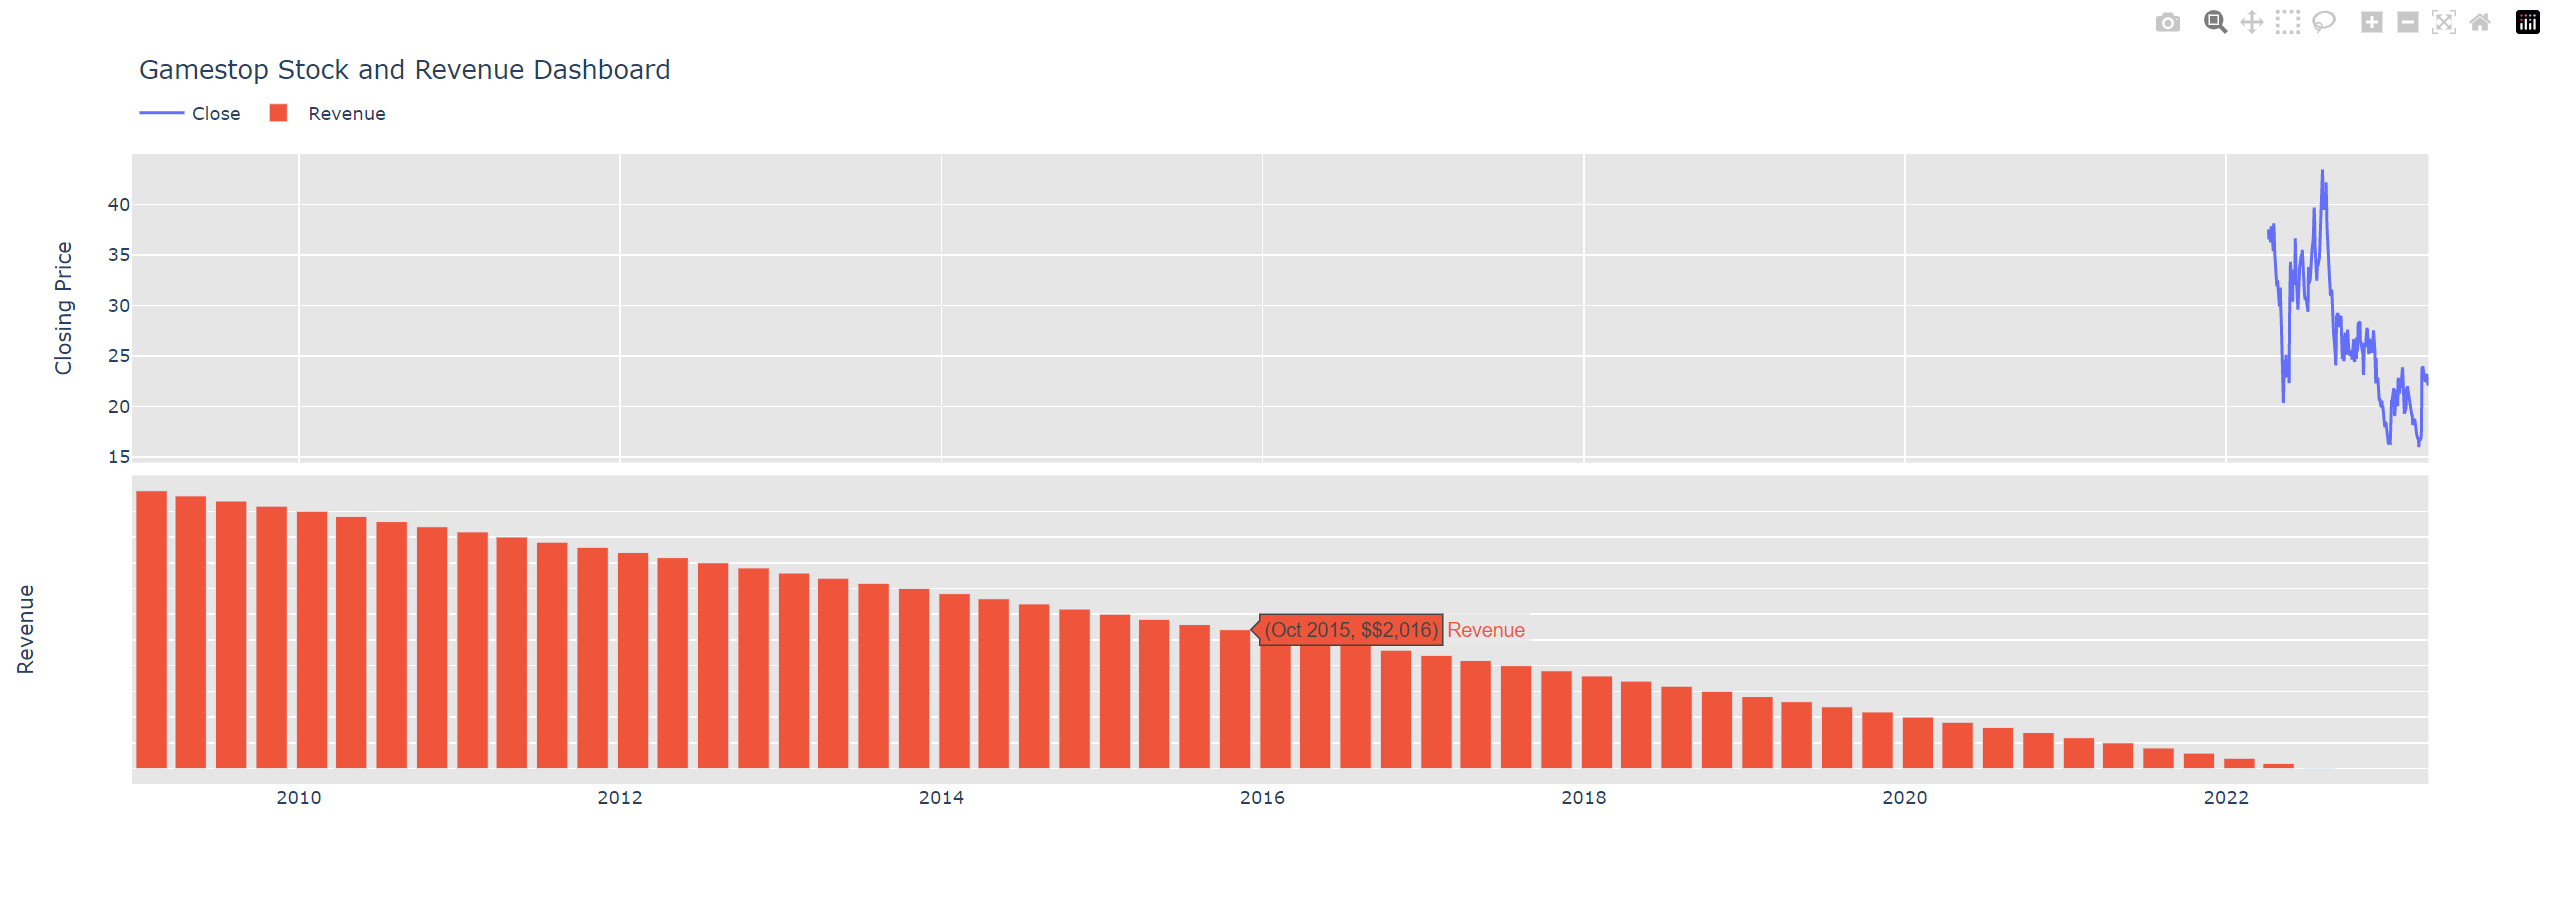 Gamestop Stock and Revenue Dashboard
Close Revenue
Closing Price
40
35
30
25
20
15
Revenue
(Oct 2015, $$2,016) Revenue
2010 2012 2014 2016 2018 2020 2022